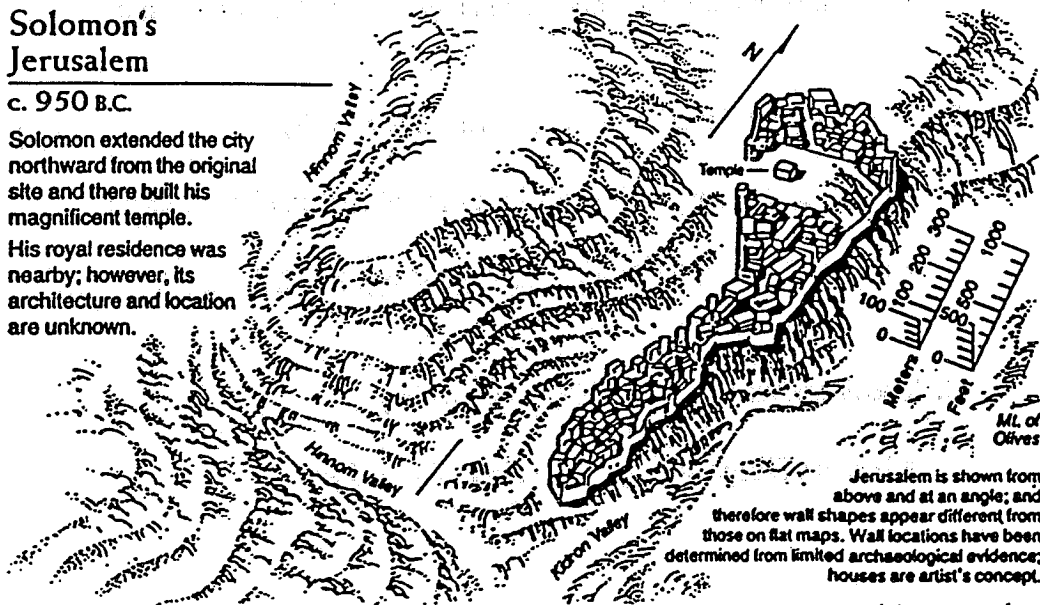 Solomon's
Jerusalem
c. 950 B.C.
Solomon extended the city
northward from the original
site and there built his
magnificent temple.
His royal residence was
nearby; however, its
architecture and location
are unknown.
Hinnom Valley
N
Temple
300
200
100
100
0
Meters
1000
500
500
0
Feet
Mt. of
Olives
Hinnom Valley
Kidron Valley
Jerusalem is shown from
above and at an angle; and
therefore wall shapes appear different from
those on flat maps. Wall locations have been
determined from limited archaeological evidence;
houses are artist's concept.